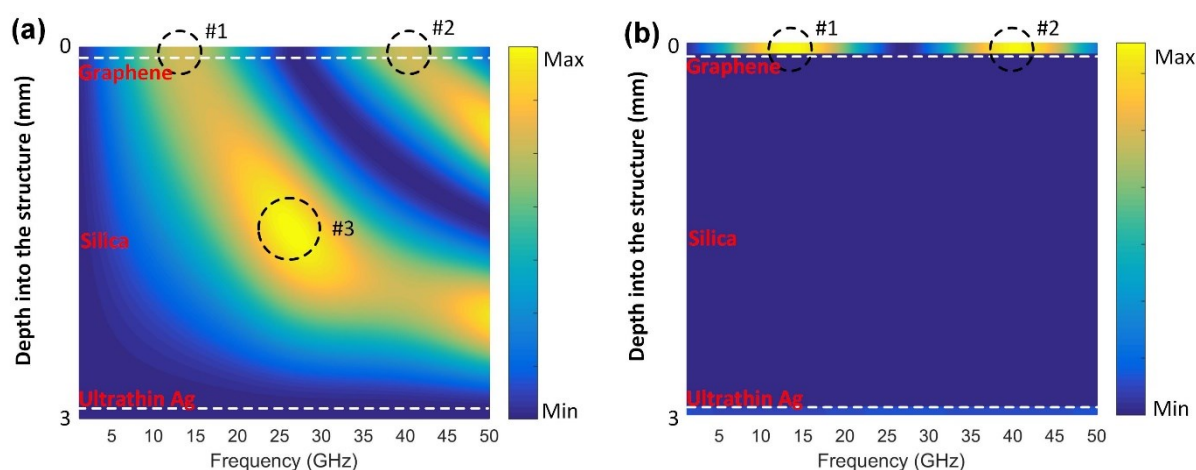 (a)
#1
#2
0
Graphene
Max
Depth into the structure (mm)
#3
Silica
Ultrathin Ag
Min
3
5 10 15 20 25 30 35 40 45 50
Frequency (GHz)
(b)
#1
#2
0
Graphene
Max
Depth into the structure (mm)
Silica
Ultrathin Ag
Min
3
5 10 15 20 25 30 35 40 45 50
Frequency (GHz)